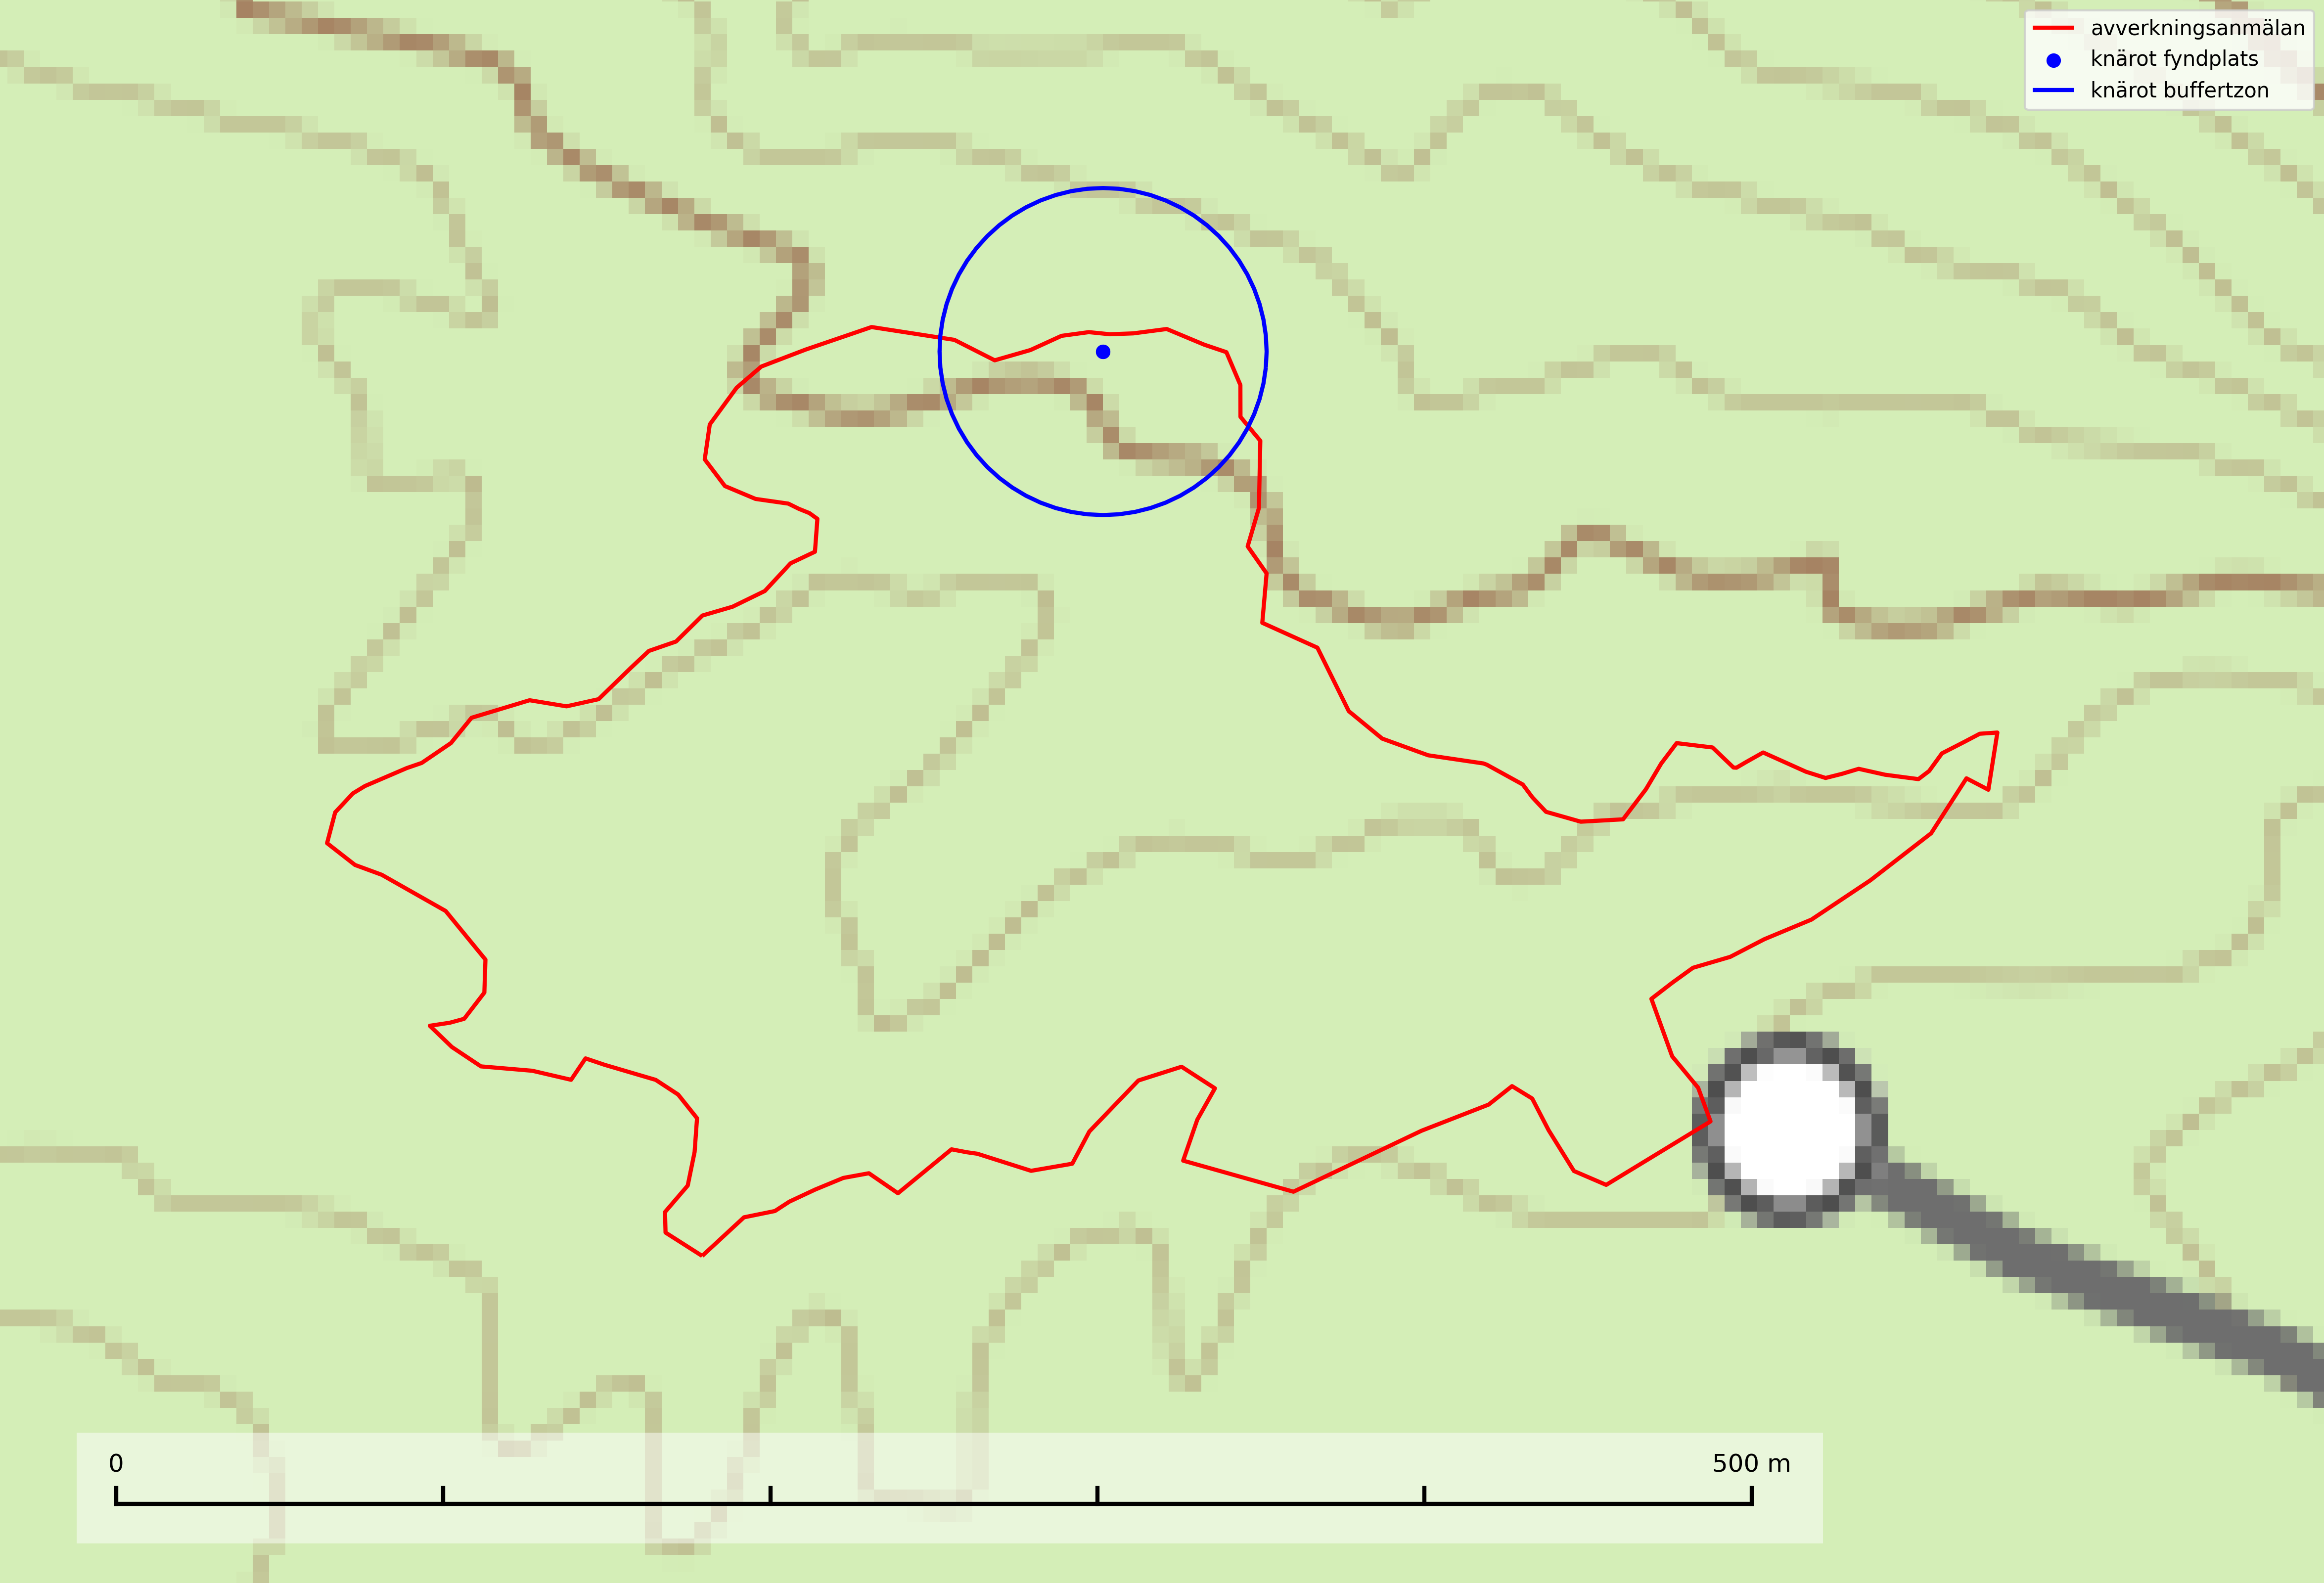 avverkningsanmälan
knärot fyndplats
knärot buffertzon
0
500 m